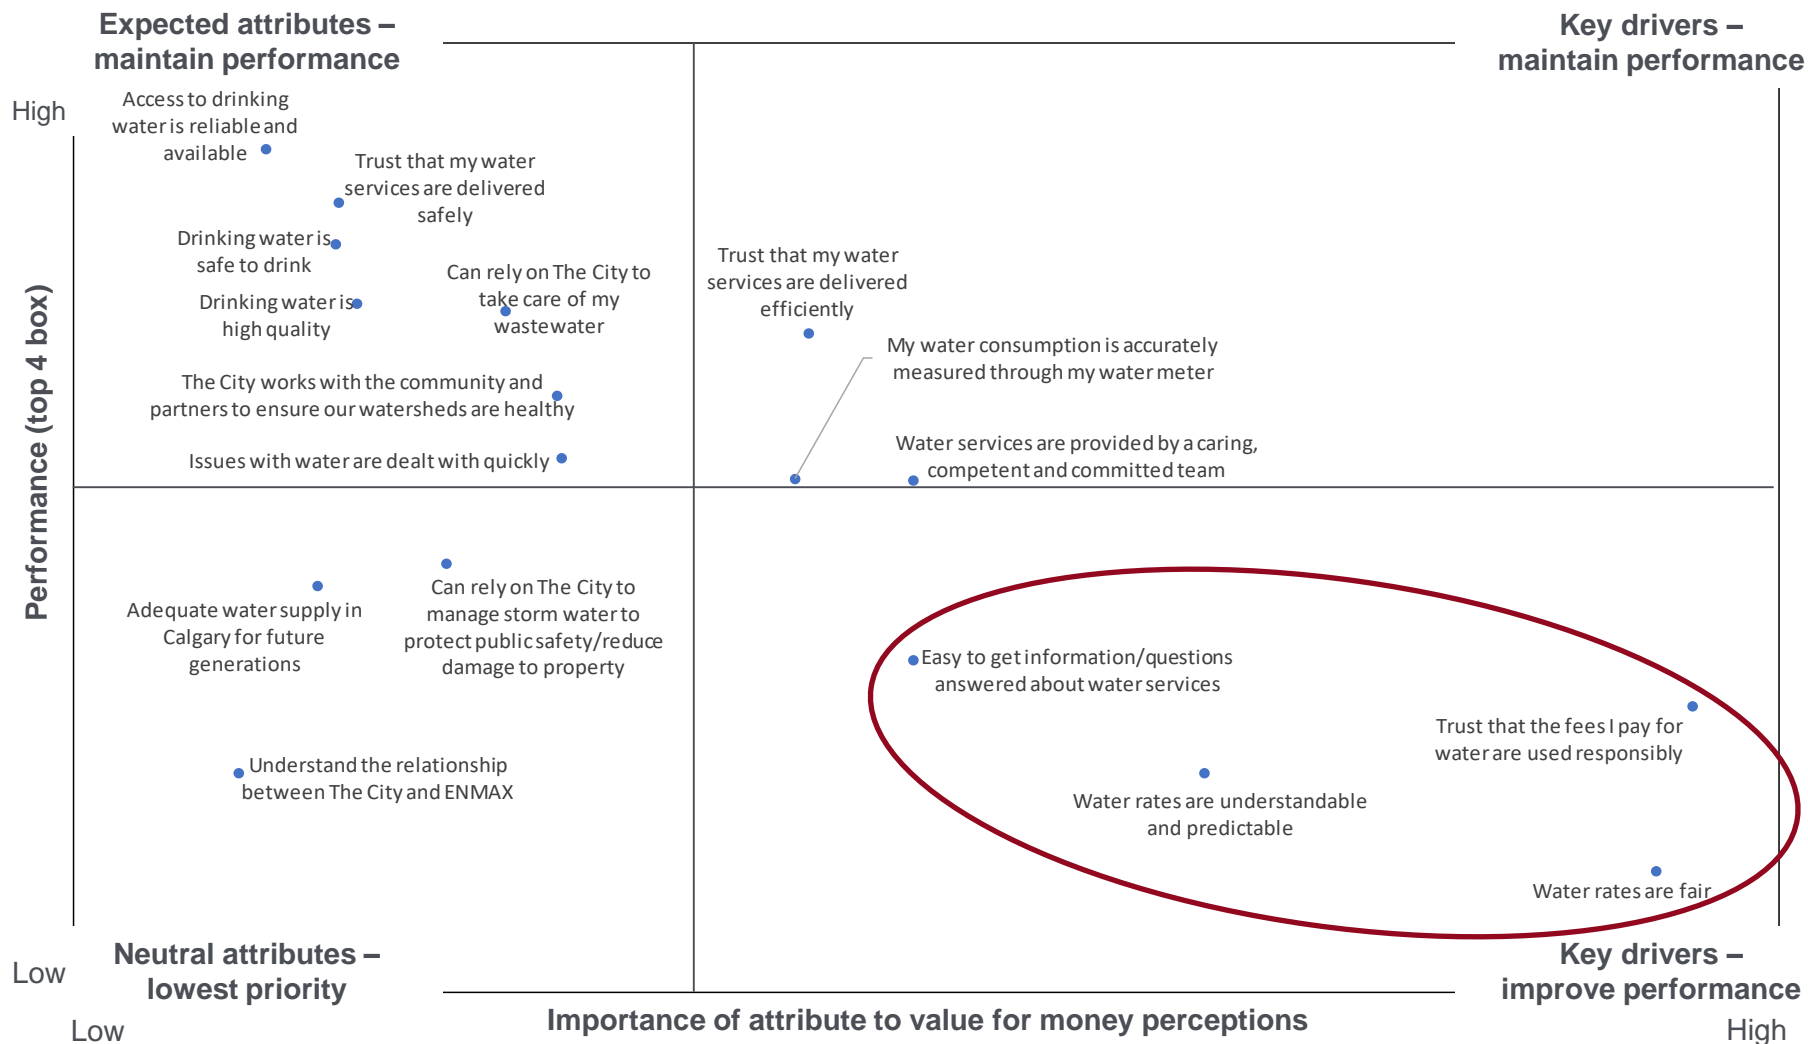 Expected attributes –
maintain performance
Key drivers –
maintain performance
High
Access to drinking
water is reliable and
available
Trust that my water
services are delivered
safely
Drinking water is
safe to drink
Drinking water is
high quality
Can rely on The City to
take care of my
wastewater
Trust that my water
services are delivered
efficiently
My water consumption is accurately
measured through my water meter
The City works with the community and
partners to ensure our watersheds are healthy
Issues with water are dealt with quickly
Water services are provided by a caring,
competent and committed team
Performance (top 4 box)
Adequate water supply in
Calgary for future
generations
Can rely on The City to
manage storm water to
protect public safety/reduce
damage to property
Easy to get information/questions
answered about water services
Trust that the fees I pay for
water are used responsibly
Understand the relationship
between The City and ENMAX
Water rates are understandable
and predictable
Water rates are fair
Neutral attributes –
lowest priority
Key drivers –
improve performance
Low
Low
Importance of attribute to value for money perceptions
High